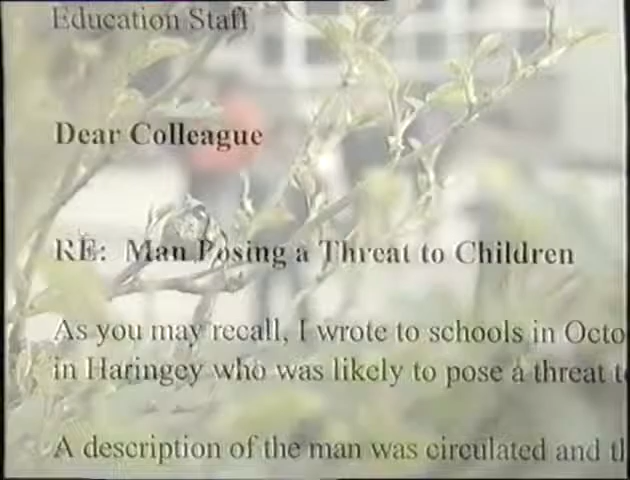 Education Staff
Dear Colleague
RE: Man Posing a Threat to Children
As you may recall, I wrote to schools in Octo
in Haringey who was likely to pose a threat t
A description of the man was circulated and th